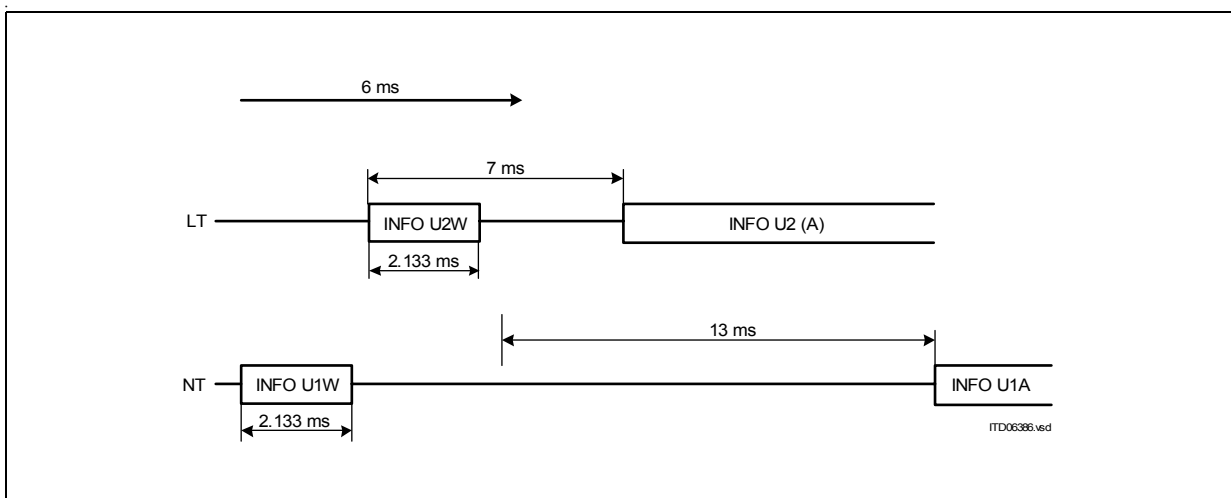 6 ms
7 ms
LT
INFO U2W
INFO U2 (A)
2.133 ms
13 ms
NT
INFO U1W
INFO U1A
2.133 ms
ITD06386.vsd